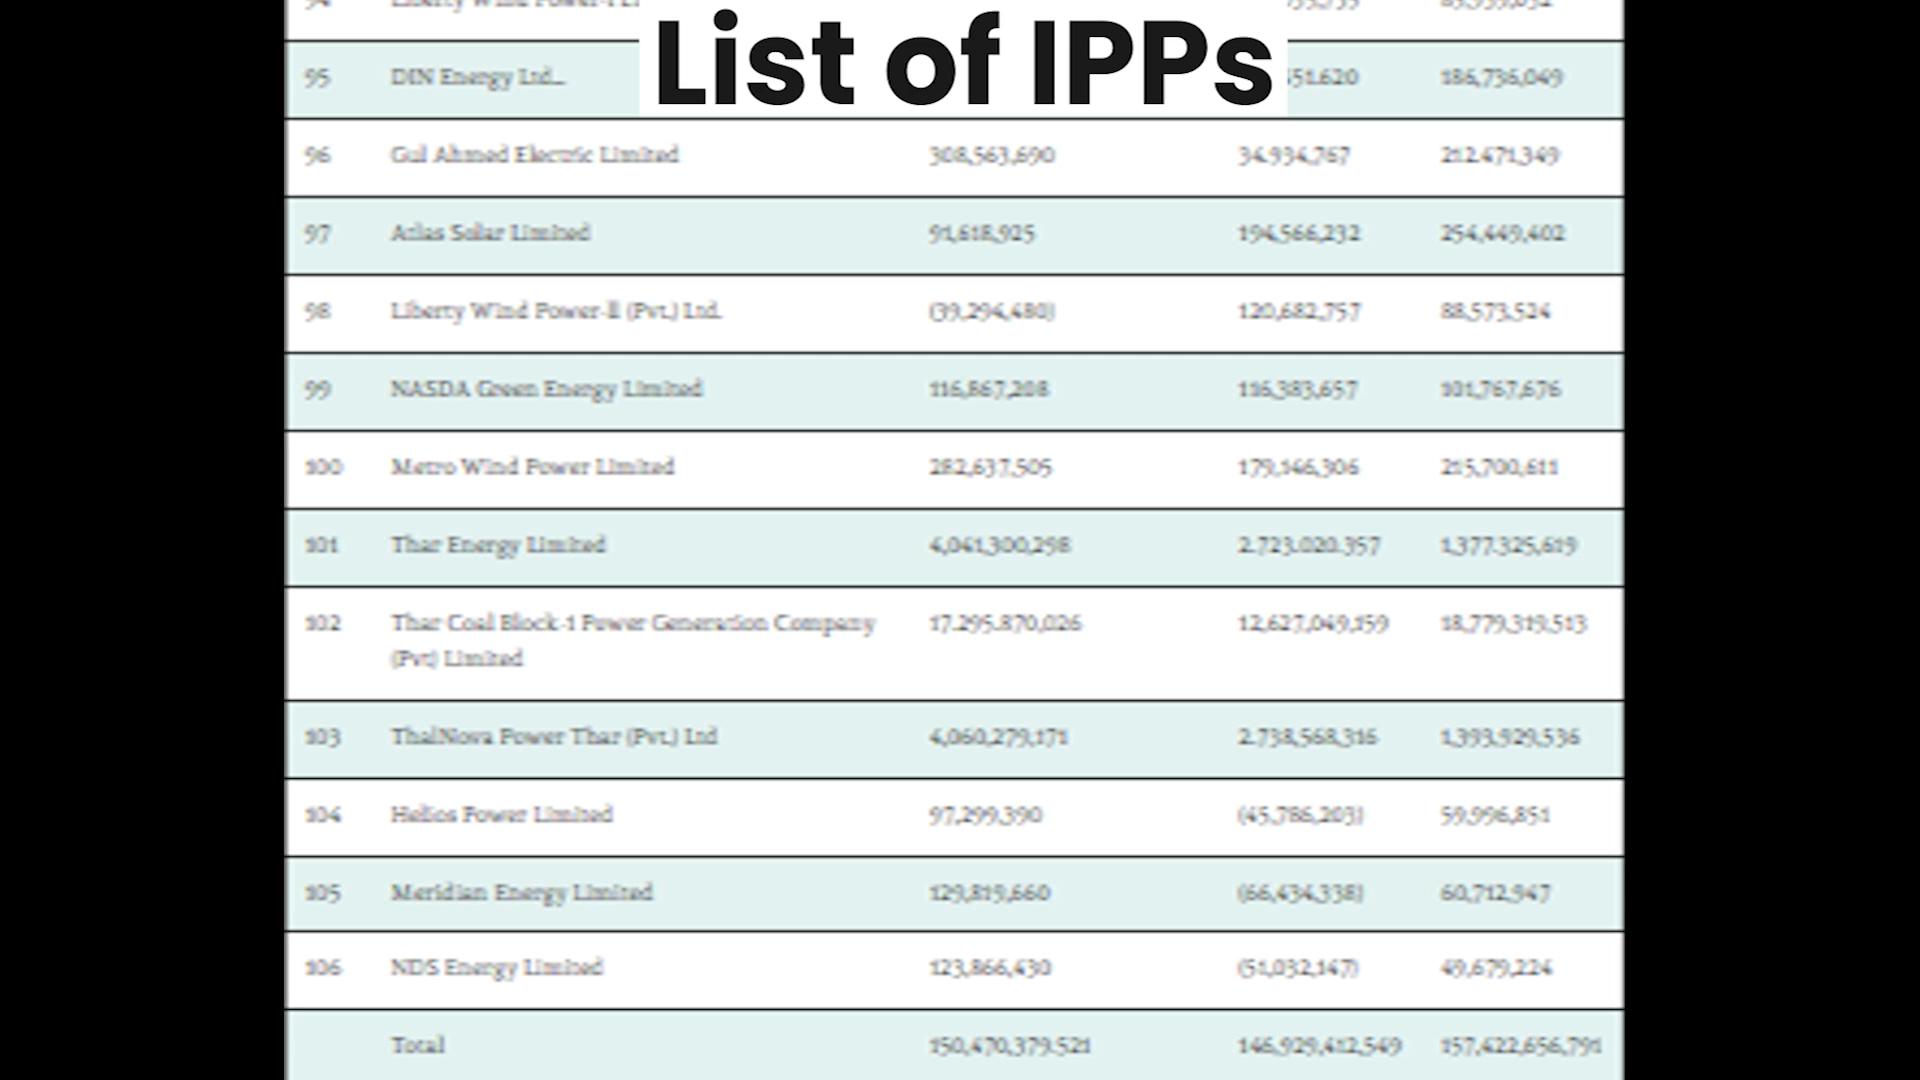 List of IPPs
94
95 DIN Energy Ltd._ 451.620 186,736,049
96 Gul Ahmed Electric Limited 308,563,690 34.934,767 212.471,349
97 Atlas Solar Limited 91,618,925 194,566,232 254,449,402
98 Liberty Wind Power-II (Pvt.) Ltd. (39,294,480) 120,682,757 88,573,524
99 NASDA Green Energy Limited 116,867,208 116,383,657 101,767,676
100 Metro Wind Power Limited 282,637,505 179,146,306 215,700,611
101 Thar Energy Limited 4,041,300,298 2.723.020.357 1,377.325,619
102 Thar Coal Block-1 Power Generation Company 17.295.870,026 12,627,049,159 18,779,319,513
(Pvt) Limited
103 ThalNova Power Thar (Pvt.) Ltd 4,060,279,171 2.738,568,316 1,393,929,536
104 Helios Power Limited 97,299,390 (45,786,203) 59,996,851
105 Meridian Energy Limited 129,819,660 (66,434,338) 60,712,947
106 NDS Energy Limited 123,866,430 (51,032,147) 49,679,224
Total 150,470,379.521 146,929,412,549 157,422,656,791